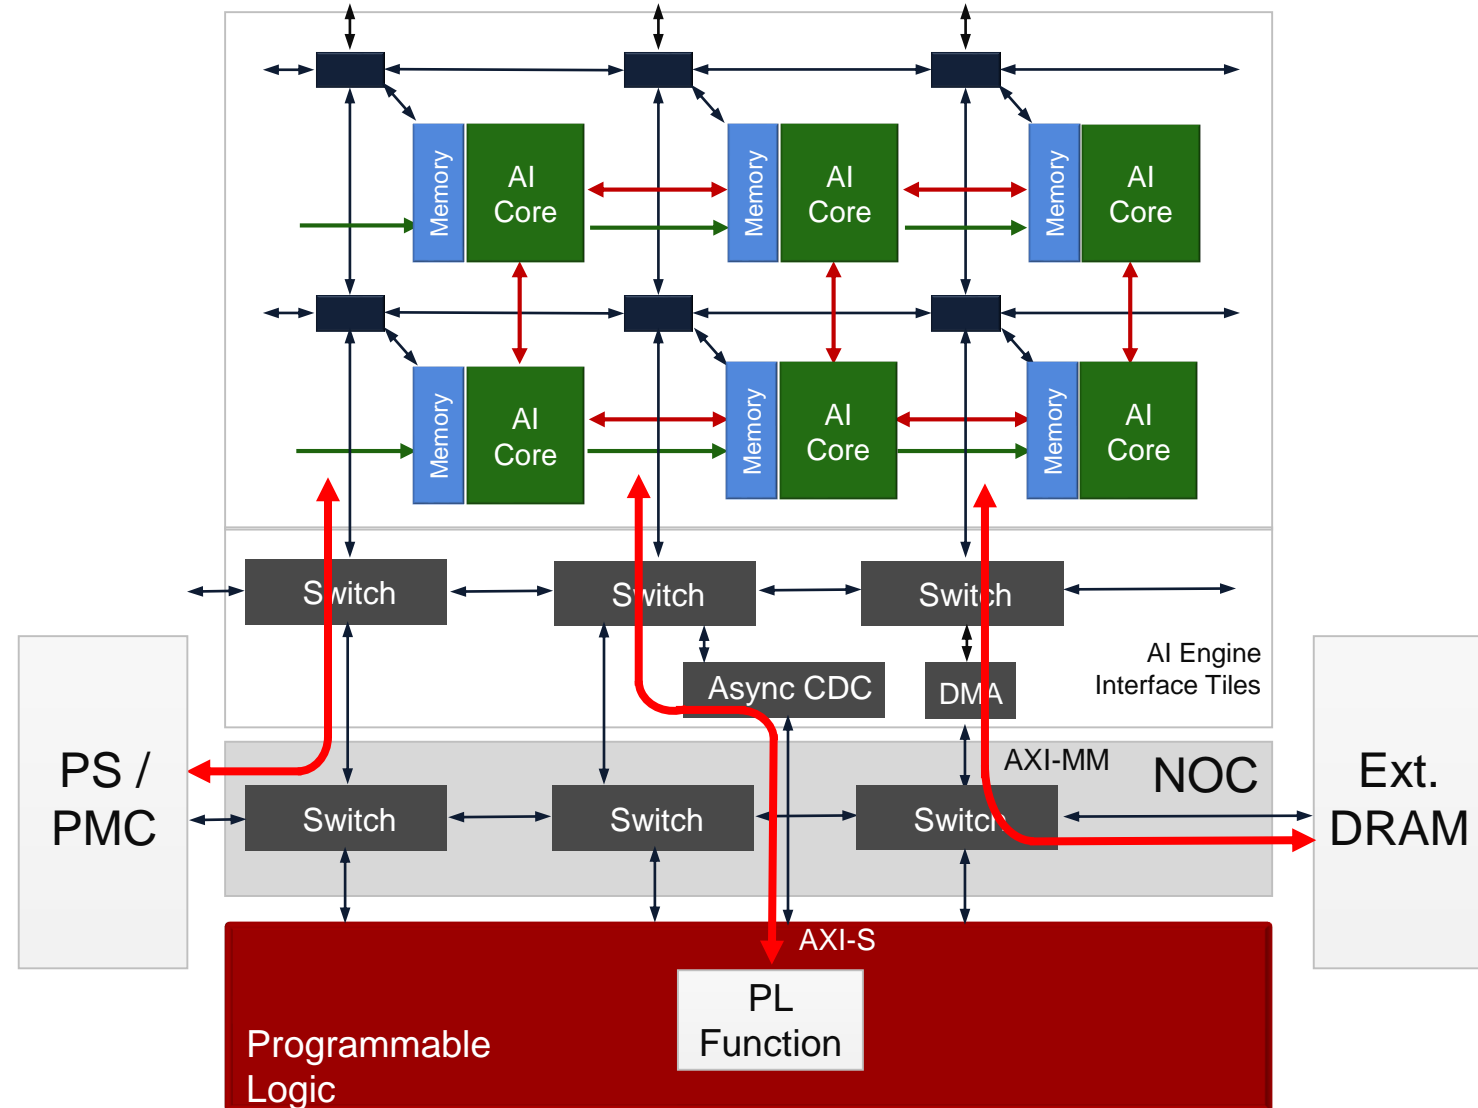 Memory
AI
Core
Memory
AI
Core
Memory
AI
Core
Memory
AI
Core
Memory
AI
Core
Memory
AI
Core
Switch
Switch
Switch
Async CDC
DMA
AI Engine
Interface Tiles
PS /
PMC
AXI-MM
NOC
Ext.
DRAM
Switch
Switch
Switch
AXI-S
PL
Function
Programmable
Logic